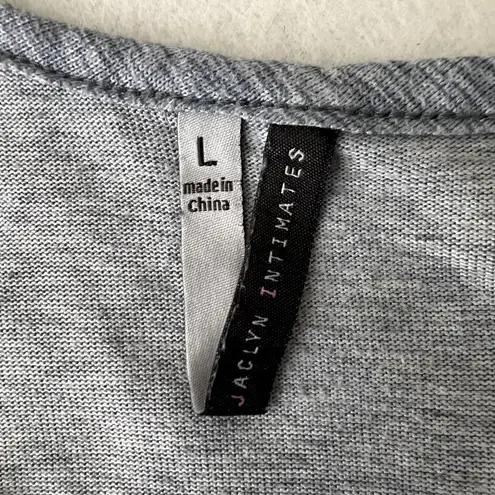 L
made in
China
JACLYN INTIMATES